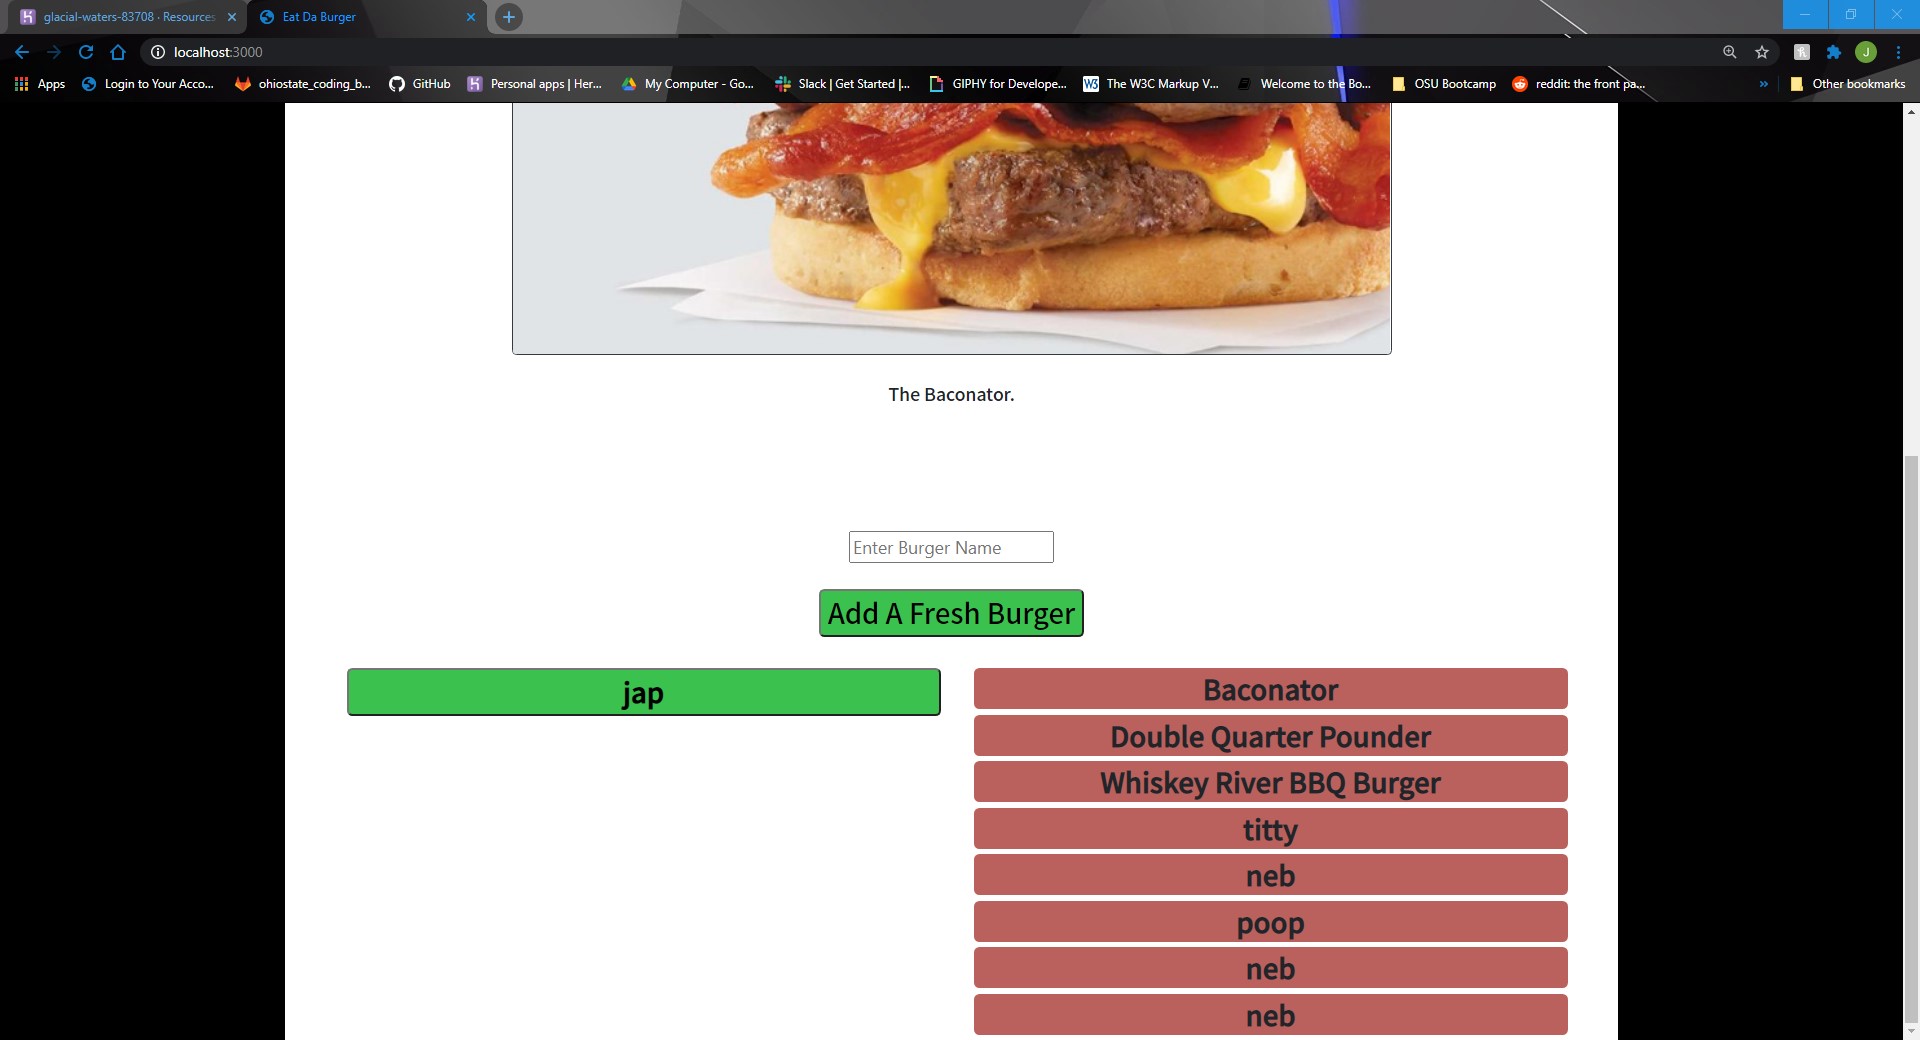 glacial-waters-83708 · Resources
Eat Da Burger
localhost:3000
J
Apps
Login to Your Acco...
ohiostate_coding_b...
GitHub
Personal apps | Her...
My Computer - Go...
Slack | Get Started |...
GIPHY for Develope...
W3
The W3C Markup V...
Welcome to the Bo...
OSU Bootcamp
reddit: the front pa...
Other bookmarks
The Baconator.
Enter Burger Name
Add A Fresh Burger
jap
Baconator
Double Quarter Pounder
Whiskey River BBQ Burger
titty
neb
poop
neb
neb